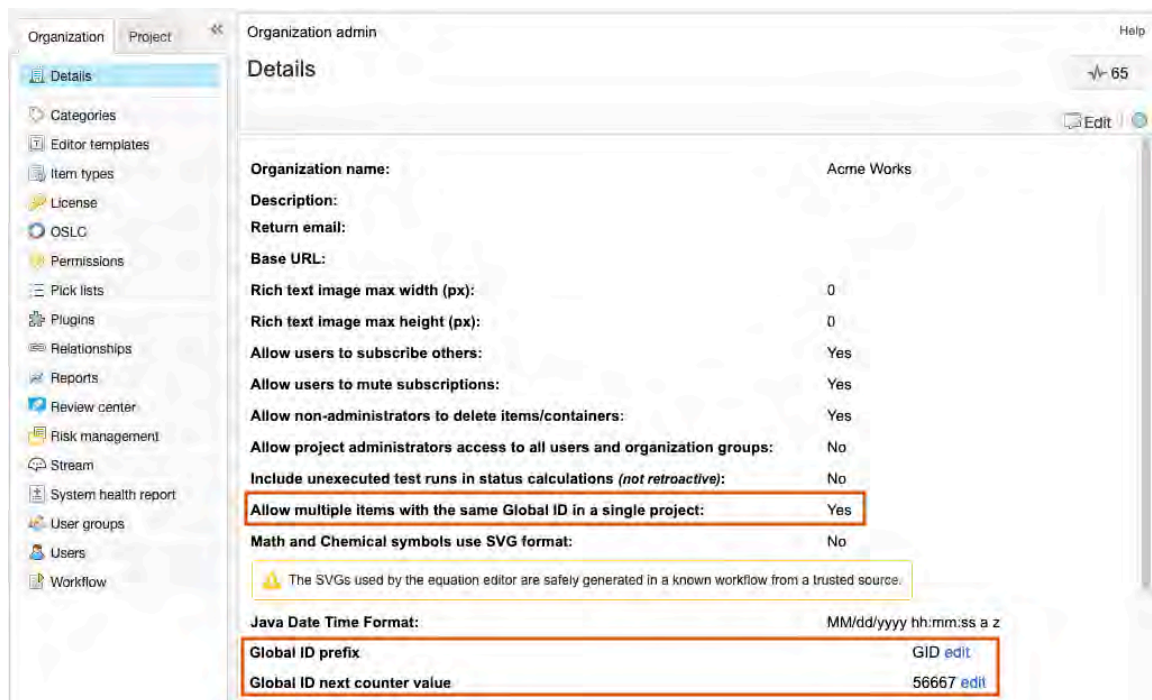 Organization Project
Details
Categories
Editor templates
Item types
License
OSLC
Permissions
Pick lists
Plugins
Relationships
Reports
Review center
Risk management
Stream
System health report
User groups
Users
Workflow
Organization admin Help
Details 65
Edit
Organization name: Acme Works
Description:
Return email:
Base URL:
Rich text image max width (px): 0
Rich text image max height (px): 0
Allow users to subscribe others: Yes
Allow users to mute subscriptions: Yes
Allow non-administrators to delete items/containers: Yes
Allow project administrators access to all users and organization groups: No
Include unexecuted test runs in status calculations (not retroactive): No
Allow multiple items with the same Global ID in a single project: Yes
Math and Chemical symbols use SVG format: No
The SVGs used by the equation editor are safely generated in a known workflow from a trusted source.
Java Date Time Format: MM/dd/yyyy hh:mm:ss a z
Global ID prefix GID edit
Global ID next counter value 56667 edit